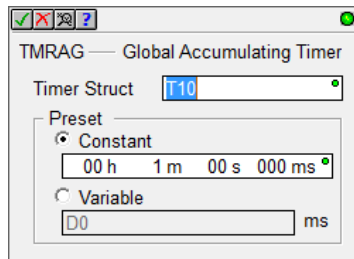 ?
TMRAG — Global Accumulating Timer
Timer Struct T10
Preset
Constant
00 h 1 m 00 s 000 ms
Variable
D0 ms